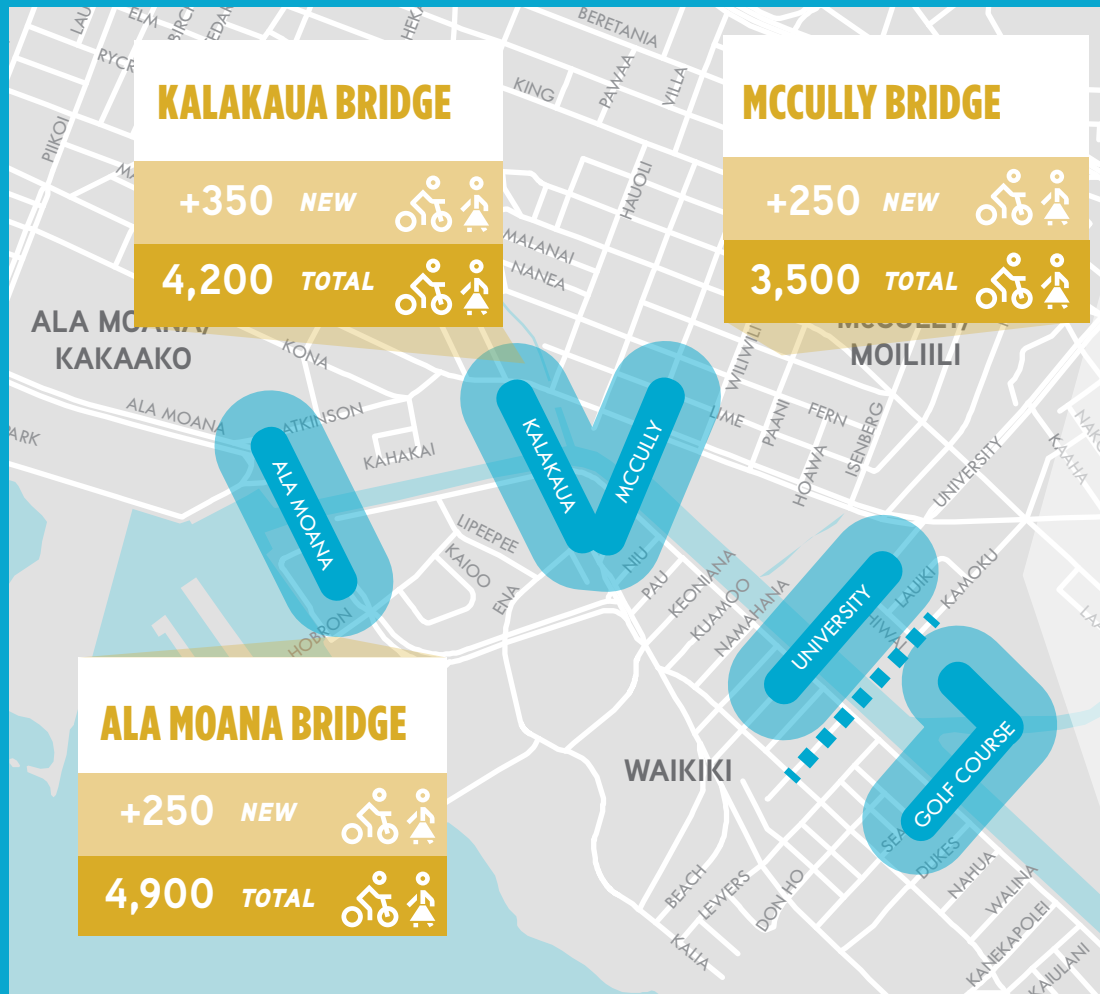 ELM
BERETANIA
KING
PAWAA
VILLA
PIIKOI
HAUOLI
KALAKAUA BRIDGE
+350 NEW
4,200 TOTAL
MCCULLY BRIDGE
+250 NEW
3,500 TOTAL
MALANAI
NANEA
ALA MOANA/
KAKAAKO
MCCULLY/
MOILIILI
KONA
WILIWILI
ALA MOANA
ATKINSON
KAHAKAI
LIME
PAANI
FERN
HOAWA
ISENBERG
UNIVERSITY
KAAHA
PARK
ALA MOANA
KALAKAUA
MCCULLY
LIPEEPEE
KAIOO
ENA
NIU
PAU
KEONIANA
KUAMOO
NAMAHANA
LAUIKI
KAMOKU
HOBRON
UNIVERSITY
GOLF COURSE
WAIKIKI
ALA MOANA BRIDGE
+250 NEW
4,900 TOTAL
DUKES
NAHUA
WALINA
KANEKAPOLEI
KAIULANI
BEACH
LEWERS
DON HO
KALIA